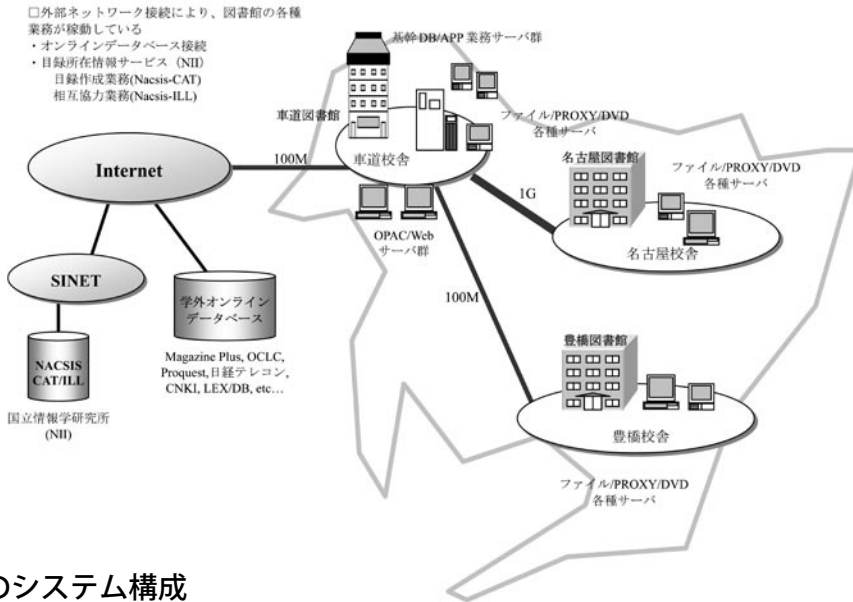 □外部ネットワーク接続により、図書館の各種
業務が稼動している
・オンラインデータベース接続
・目録所在情報サービス（NII）
目録作成業務(Nacsis-CAT)
相互協力業務(Nacsis-ILL)
基幹 DB/APP 業務サーバ群
車道図書館
ファイル/PROXY/DVD
各種サーバ
車道校舎
Internet
100M
名古屋図書館
ファイル/PROXY/DVD
各種サーバ
1G
OPAC/Web
サーバ群
名古屋校舎
SINET
学外オンライン
データベース
100M
豊橋図書館
NACSIS
CAT/ILL
Magazine Plus, OCLC,
Proquest,日経テレコン,
CNKI, LEX/DB, etc…
国立情報学研究所
(NII)
豊橋校舎
ファイル/PROXY/DVD
各種サーバ
のシステム構成